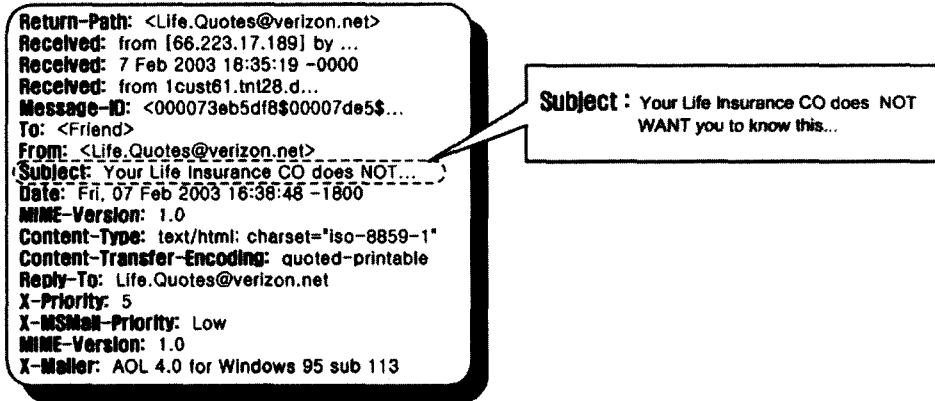 Return-Path: <Life.Quotes@verizon.net>
Received: from [66.223.17.189] by ...
Received: 7 Feb 2003 18:35:19 -0000
Received: from 1cust61.tnt28.d...
Message-ID: <000073eb5df8$00007de5$...
To: <Friend>
From: <Life.Quotes@verizon.net>
Subject: Your Life Insurance CO does NOT...
Date: Fri, 07 Feb 2003 16:38:48 -1800
MIME-Version: 1.0
Content-Type: text/html; charset="iso-8859-1"
Content-Transfer-Encoding: quoted-printable
Reply-To: Life.Quotes@verizon.net
X-Priority: 5
X-MSMail-Priority: Low
MIME-Version: 1.0
X-Mailer: AOL 4.0 for Windows 95 sub 113
Subject : Your Life Insurance CO does NOT
WANT you to know this...